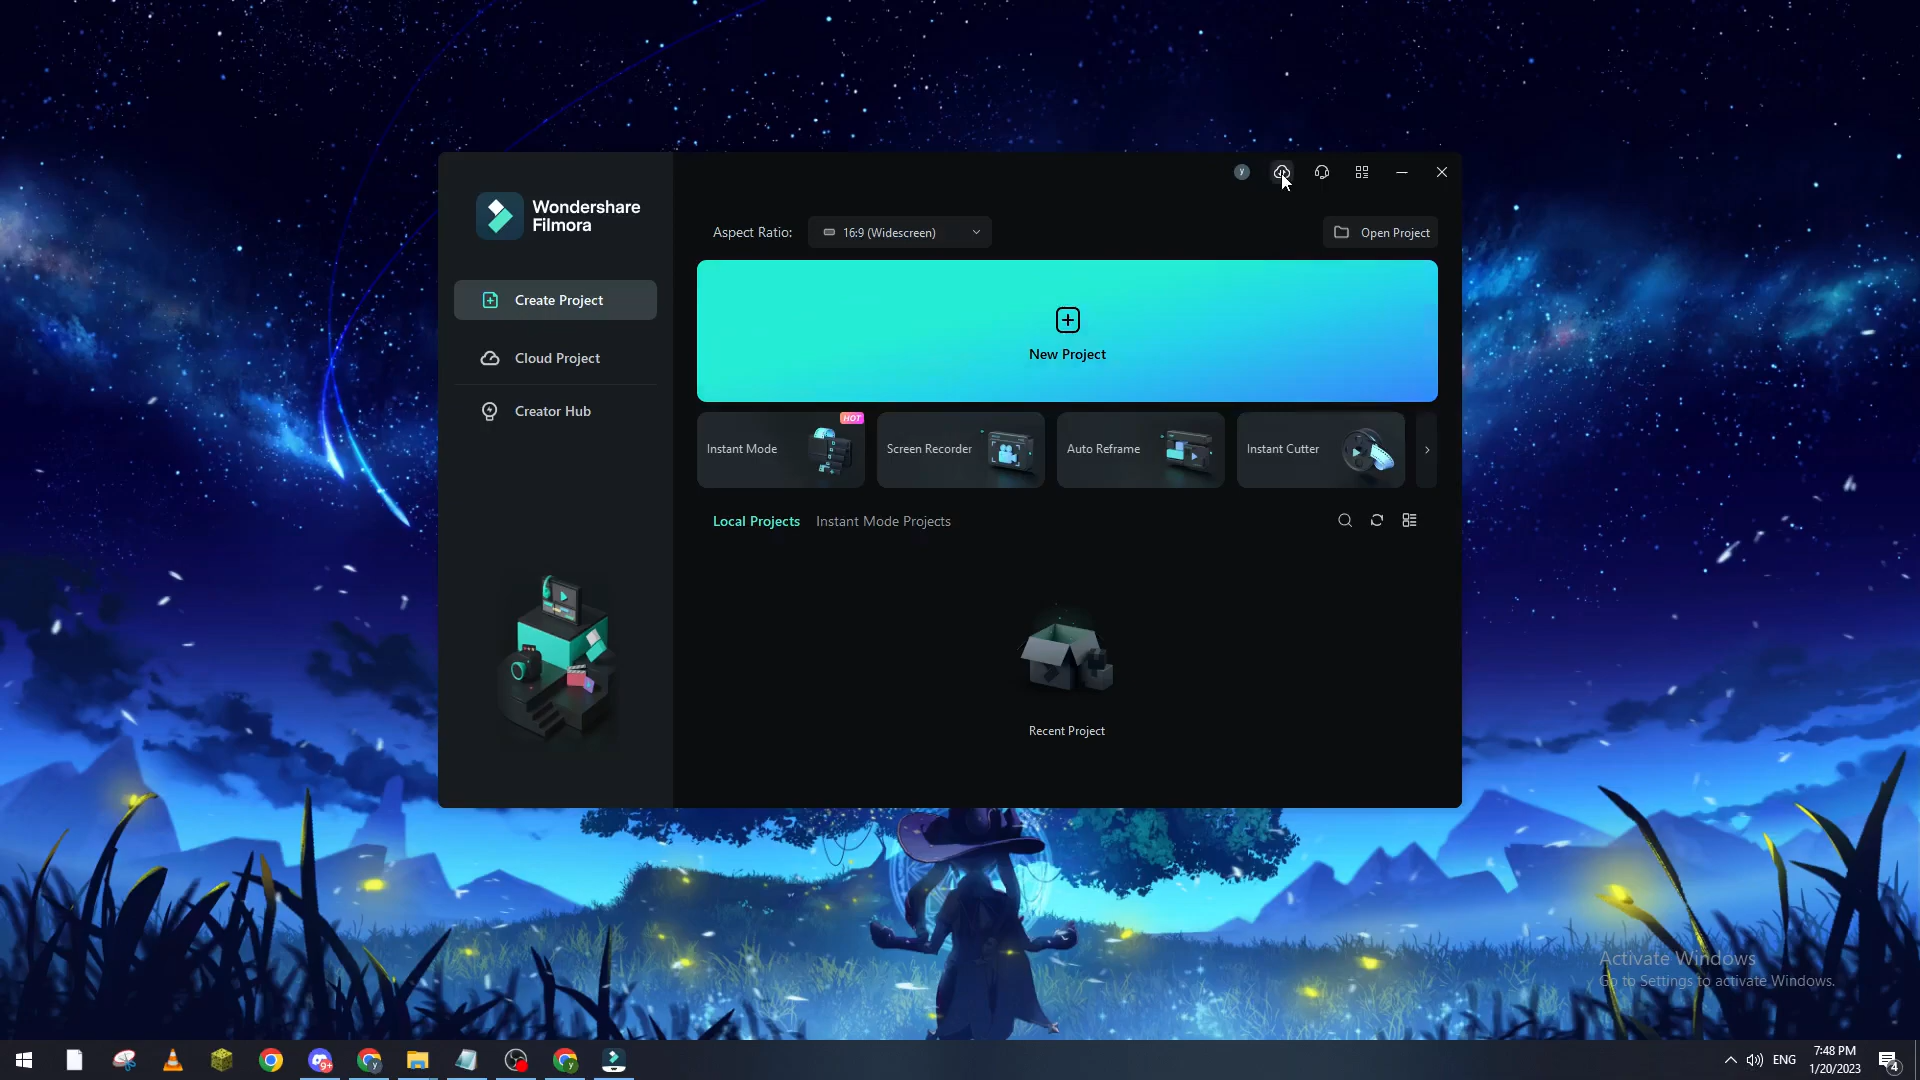 y
Wondershare
Filmora
Aspect Ratio: 16:9 (Widescreen)
Open Project
Create Project
New Project
Cloud Project
Creator Hub
HOT
Instant Mode
Screen Recorder
Auto Reframe
Instant Cutter
Local Projects
Instant Mode Projects
Recent Project
Activate Windows
Go to Settings to activate Windows.
9+
y
y
ENG
7:48 PM
1/20/2023
4